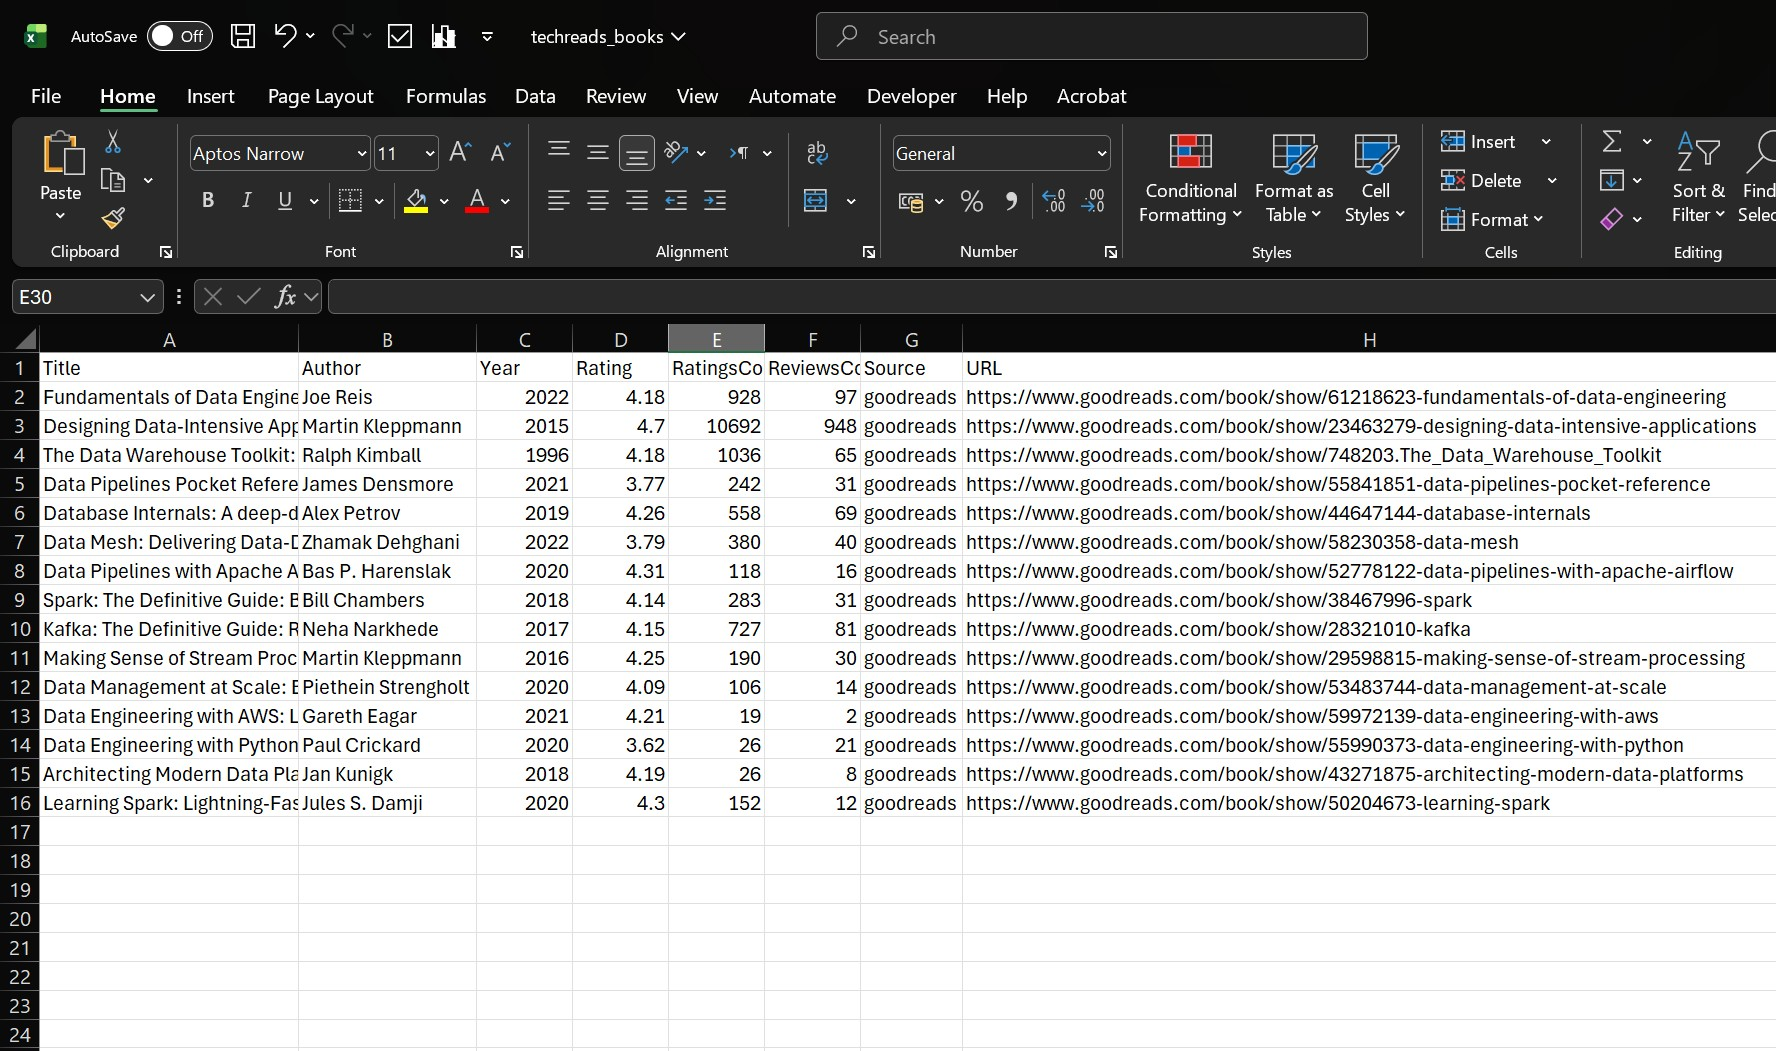 AutoSave Off techreads_books Search
File Home Insert Page Layout Formulas Data Review View Automate Developer Help Acrobat
Paste
Clipboard
Aptos Narrow 11
B I U A
Font
ab
Alignment
General
% .00
Number
Conditional Formatting
Format as Table
Cell Styles
Styles
Insert
Delete
Format
Cells
Sort & Filter
Find
Selec
Editing
E30 fx
A B C D E F G H
1 Title Author Year Rating RatingsCo ReviewsCo Source URL
2 Fundamentals of Data Engine Joe Reis 2022 4.18 928 97 goodreads https://www.goodreads.com/book/show/61218623-fundamentals-of-data-engineering
3 Designing Data-Intensive App Martin Kleppmann 2015 4.7 10692 948 goodreads https://www.goodreads.com/book/show/23463279-designing-data-intensive-applications
4 The Data Warehouse Toolkit: Ralph Kimball 1996 4.18 1036 65 goodreads https://www.goodreads.com/book/show/748203.The_Data_Warehouse_Toolkit
5 Data Pipelines Pocket Refere James Densmore 2021 3.77 242 31 goodreads https://www.goodreads.com/book/show/55841851-data-pipelines-pocket-reference
6 Database Internals: A deep-d Alex Petrov 2019 4.26 558 69 goodreads https://www.goodreads.com/book/show/44647144-database-internals
7 Data Mesh: Delivering Data-D Zhamak Dehghani 2022 3.79 380 40 goodreads https://www.goodreads.com/book/show/58230358-data-mesh
8 Data Pipelines with Apache A Bas P. Harenslak 2020 4.31 118 16 goodreads https://www.goodreads.com/book/show/52778122-data-pipelines-with-apache-airflow
9 Spark: The Definitive Guide: B Bill Chambers 2018 4.14 283 31 goodreads https://www.goodreads.com/book/show/38467996-spark
10 Kafka: The Definitive Guide: R Neha Narkhede 2017 4.15 727 81 goodreads https://www.goodreads.com/book/show/28321010-kafka
11 Making Sense of Stream Proc Martin Kleppmann 2016 4.25 190 30 goodreads https://www.goodreads.com/book/show/29598815-making-sense-of-stream-processing
12 Data Management at Scale: B Piethein Strengholt 2020 4.09 106 14 goodreads https://www.goodreads.com/book/show/53483744-data-management-at-scale
13 Data Engineering with AWS: L Gareth Eagar 2021 4.21 19 2 goodreads https://www.goodreads.com/book/show/59972139-data-engineering-with-aws
14 Data Engineering with Python Paul Crickard 2020 3.62 26 21 goodreads https://www.goodreads.com/book/show/55990373-data-engineering-with-python
15 Architecting Modern Data Pla Jan Kunigk 2018 4.19 26 8 goodreads https://www.goodreads.com/book/show/43271875-architecting-modern-data-platforms
16 Learning Spark: Lightning-Fas Jules S. Damji 2020 4.3 152 12 goodreads https://www.goodreads.com/book/show/50204673-learning-spark
17
18
19
20
21
22
23
24